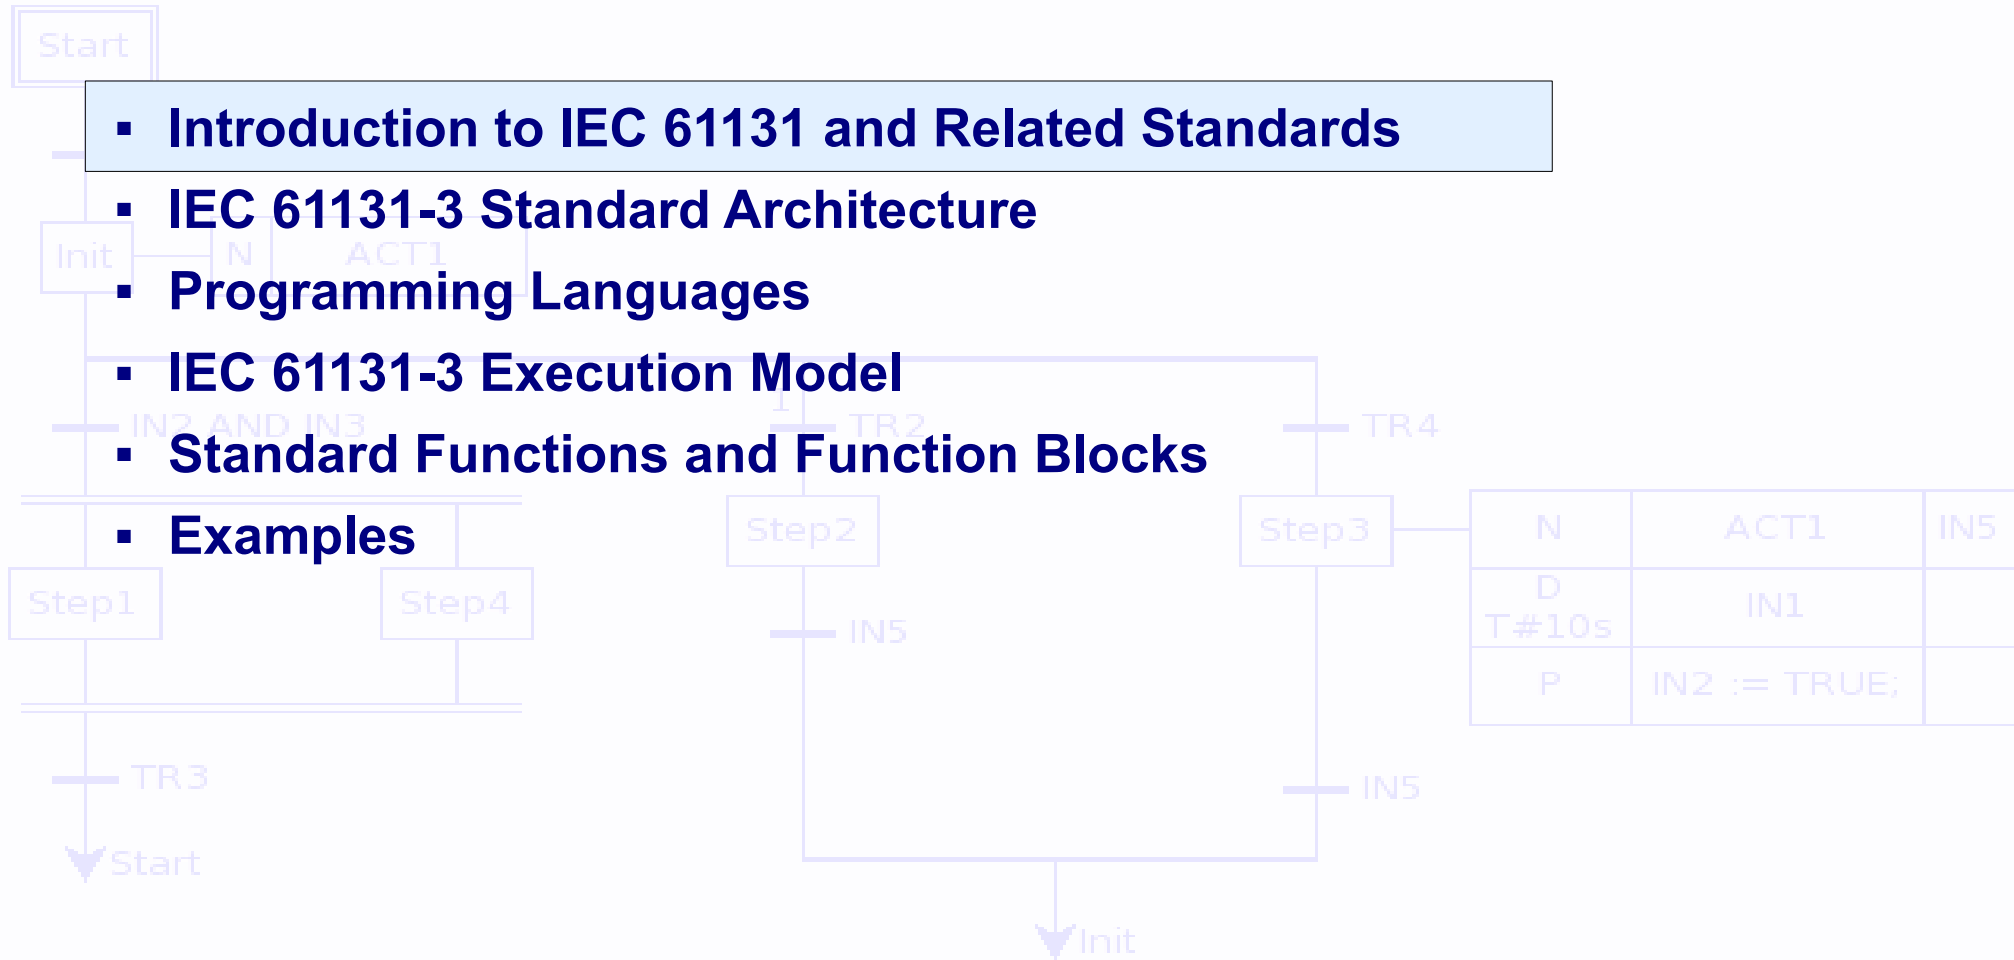 Start
▪ Introduction to IEC 61131 and Related Standards
▪ IEC 61131-3 Standard Architecture
Init N ACT1
▪ Programming Languages
▪ IEC 61131-3 Execution Model
1
IN2 AND IN3 TR2 TR4
▪ Standard Functions and Function Blocks
Step2 Step3 N ACT1 IN5
▪ Examples
Step1 Step4 D IN1
T#10s
IN5
P IN2 := TRUE;
TR3 IN5
Start
Init